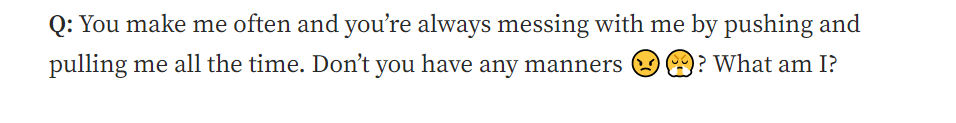 Q: You make me often and you’re always messing with me by pushing and
pulling me all the time. Don’t you have any manners 😠😤? What am I?